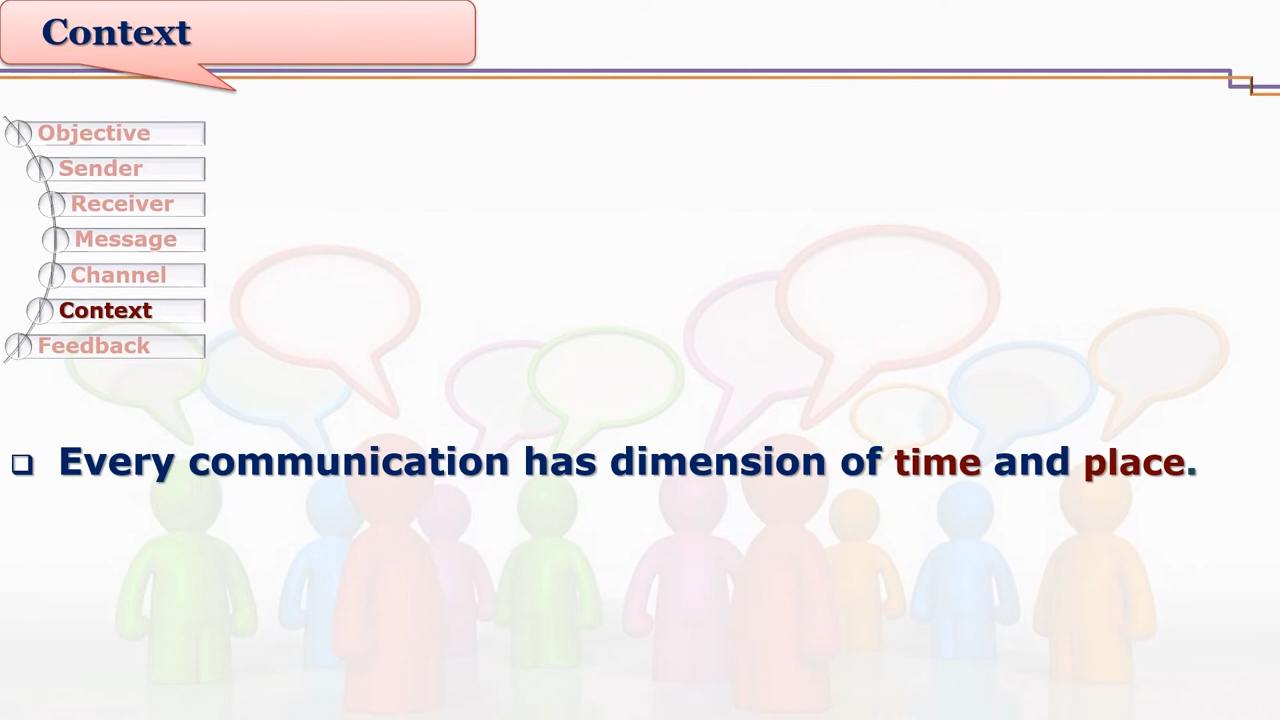 Context
Objective
Sender
Receiver
Message
Channel
Context
Feedback
Every communication has dimension of time and place.